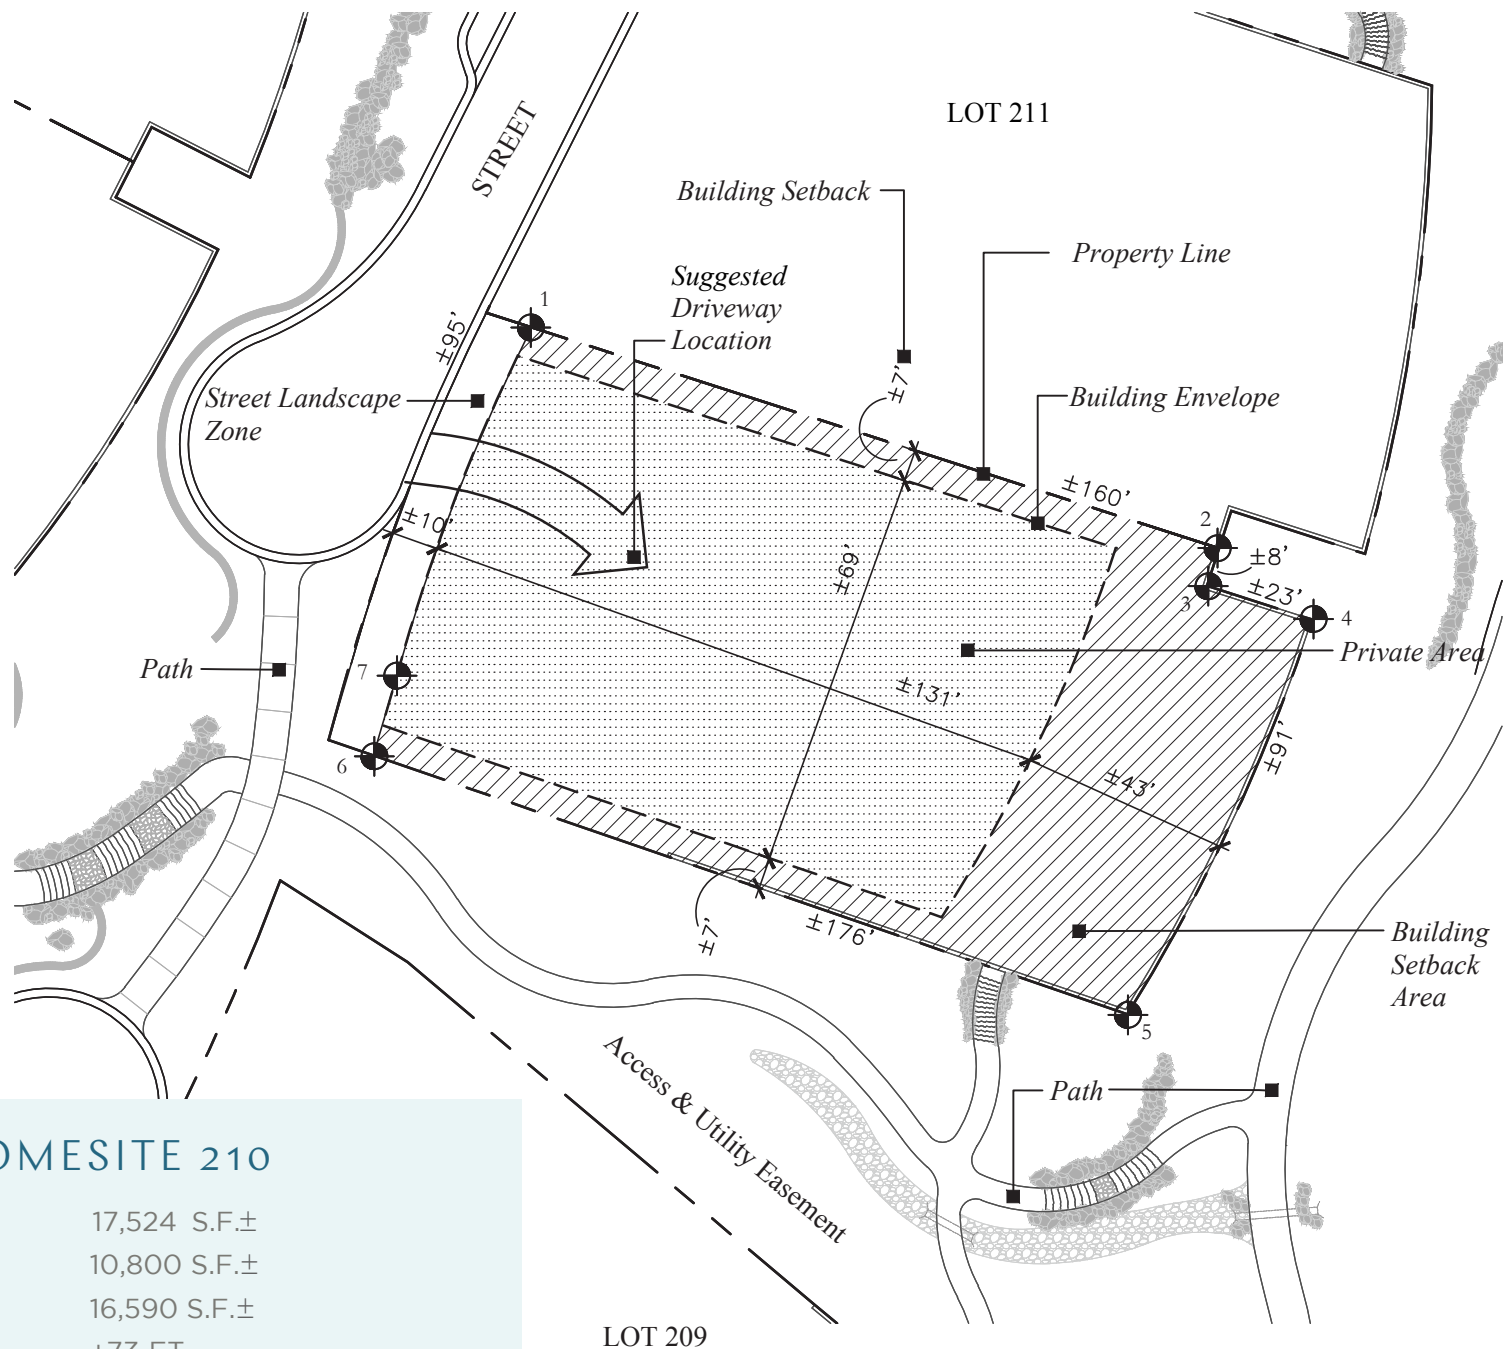 LOT 211
STREET
Building Setback
Property Line
Suggested
Driveway
Location
1
±95'
±7'
Street Landscape
Zone
Building Envelope
±160'
±10'
2
±8'
±69'
±23'
3
4
Private Area
Path
7
±131'
±91'
6
±43'
±7'
±176'
Building
Setback
Area
5
Access & Utility Easement
Path
OMESITE 210
17,524 S.F.±
10,800 S.F.±
16,590 S.F.±
LOT 209